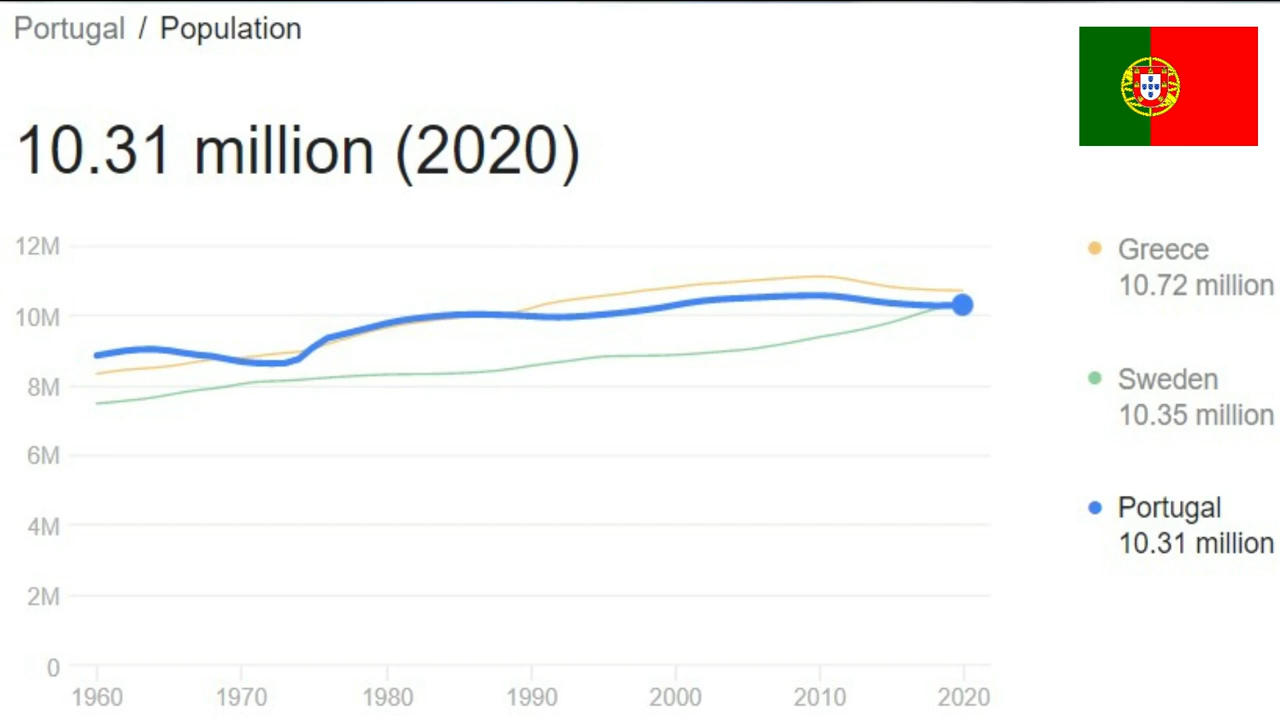 Portugal / Population
10.31 million (2020)
12M
10M
8M
6M
4M
2M
0
1960 1970 1980 1990 2000 2010 2020
Greece
10.72 million
Sweden
10.35 million
Portugal
10.31 million